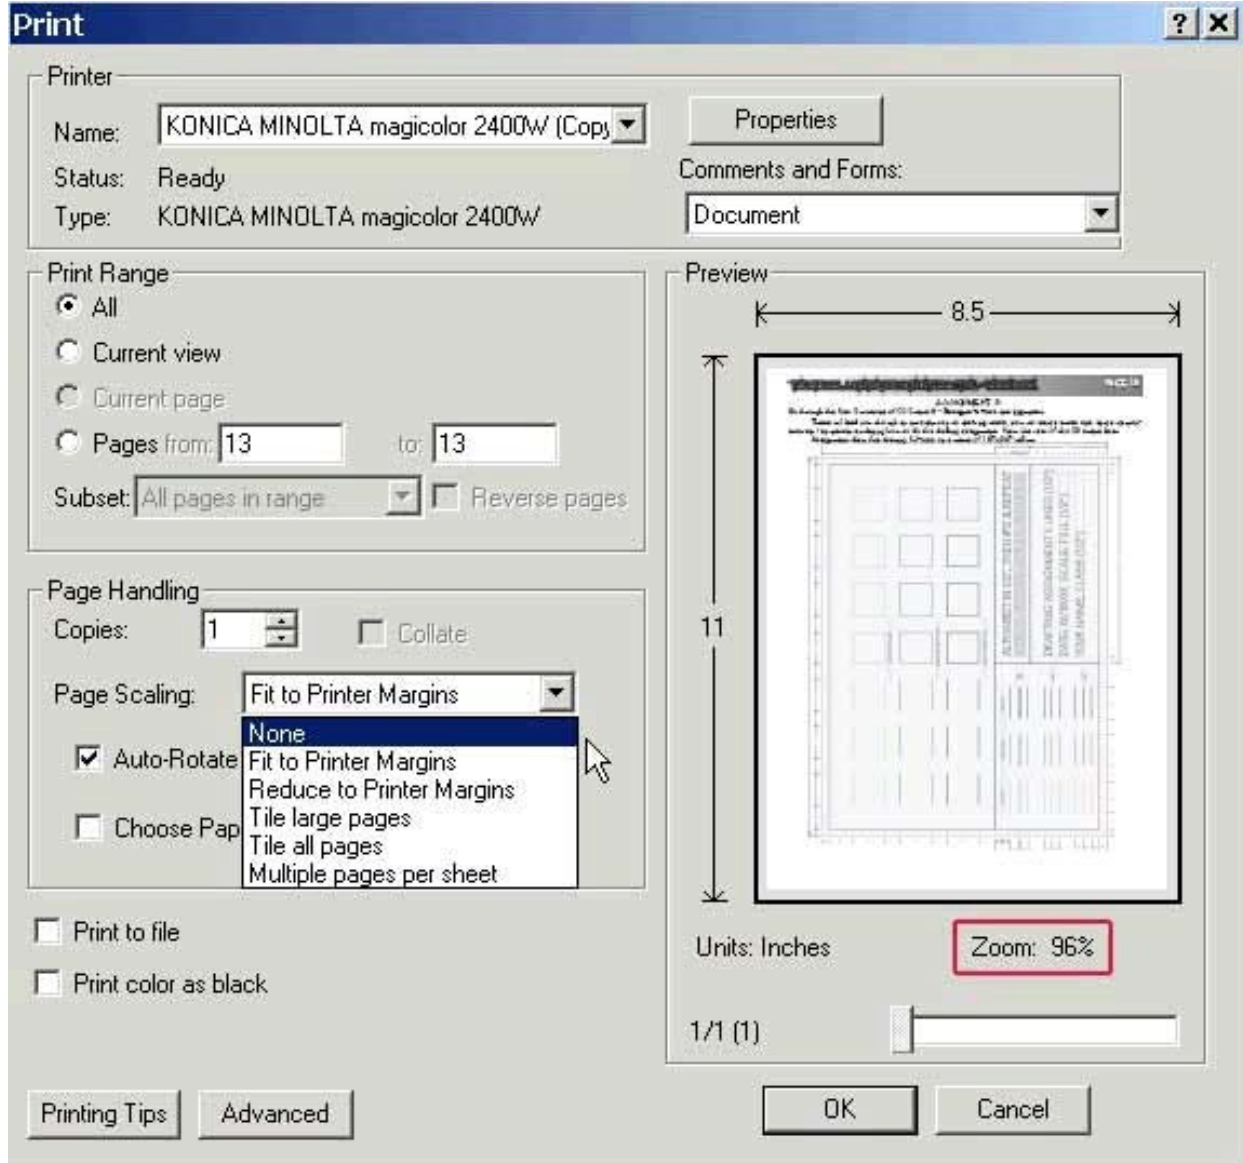 Print
Printer
Name: KONICA MINOLTA magicolor 2400W (Copy
Properties
Status: Ready
Comments and Forms:
Type: KONICA MINOLTA magicolor 2400W
Document
Print Range
All
Current view
Current page
Pages from: 13 to: 13
Subset: All pages in range Reverse pages
Preview
8.5
11
Page Handling
Copies: 1 Collate
Page Scaling: Fit to Printer Margins
None
Auto-Rotate
Fit to Printer Margins
Reduce to Printer Margins
Choose Pap
Tile large pages
Tile all pages
Multiple pages per sheet
Print to file
Print color as black
Units: Inches Zoom: 96%
1/1 (1)
Printing Tips Advanced OK Cancel